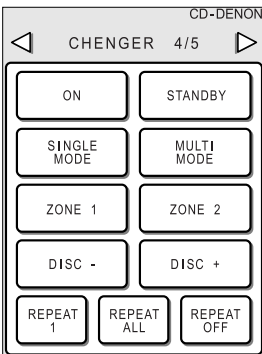 CD-DENON
CHENGER 4/5
ON
STANDBY
SINGLE
MODE
MULTI
MODE
ZONE 1
ZONE 2
DISC -
DISC +
REPEAT
1
REPEAT
ALL
REPEAT
OFF